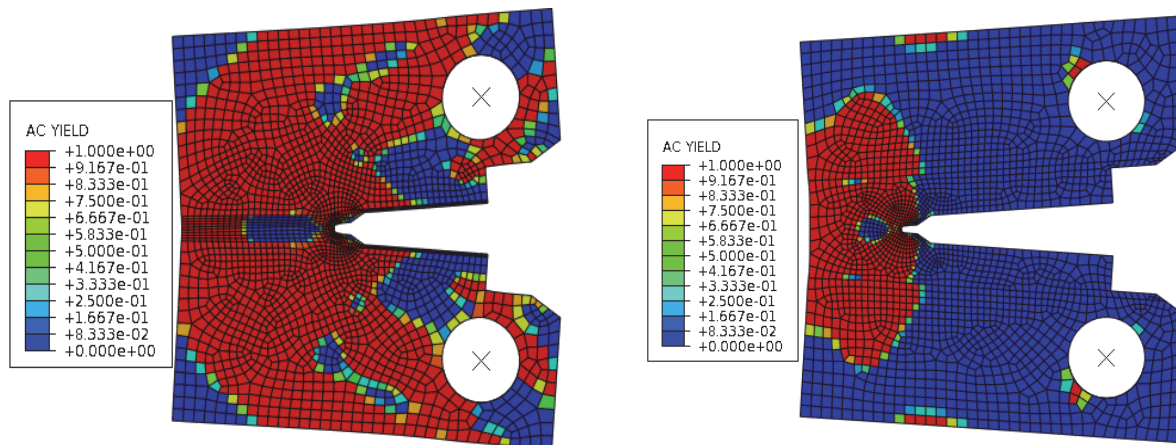 AC YIELD
+1.000e+00
+9.167e-01
+8.333e-01
+7.500e-01
+6.667e-01
+5.833e-01
+5.000e-01
+4.167e-01
+3.333e-01
+2.500e-01
+1.667e-01
+8.333e-02
+0.000e+00
AC YIELD
+1.000e+00
+9.167e-01
+8.333e-01
+7.500e-01
+6.667e-01
+5.833e-01
+5.000e-01
+4.167e-01
+3.333e-01
+2.500e-01
+1.667e-01
+8.333e-02
+0.000e+00